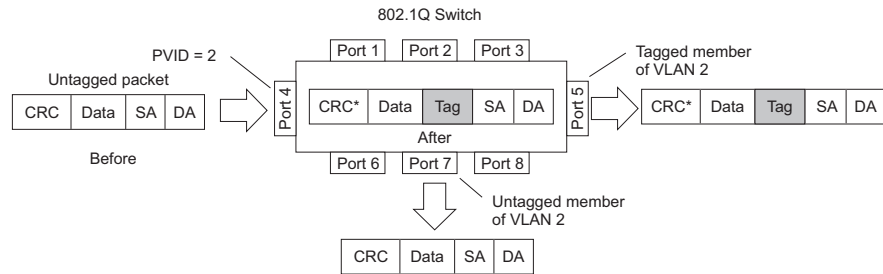 802.1Q Switch
PVID = 2
Port 1
Port 2
Port 3
Tagged member
of VLAN 2
Untagged packet
CRC Data SA DA
Before
Port 4
CRC* Data Tag SA DA
After
Port 5
CRC* Data Tag SA DA
Port 6
Port 7
Port 8
Untagged member
of VLAN 2
CRC Data SA DA